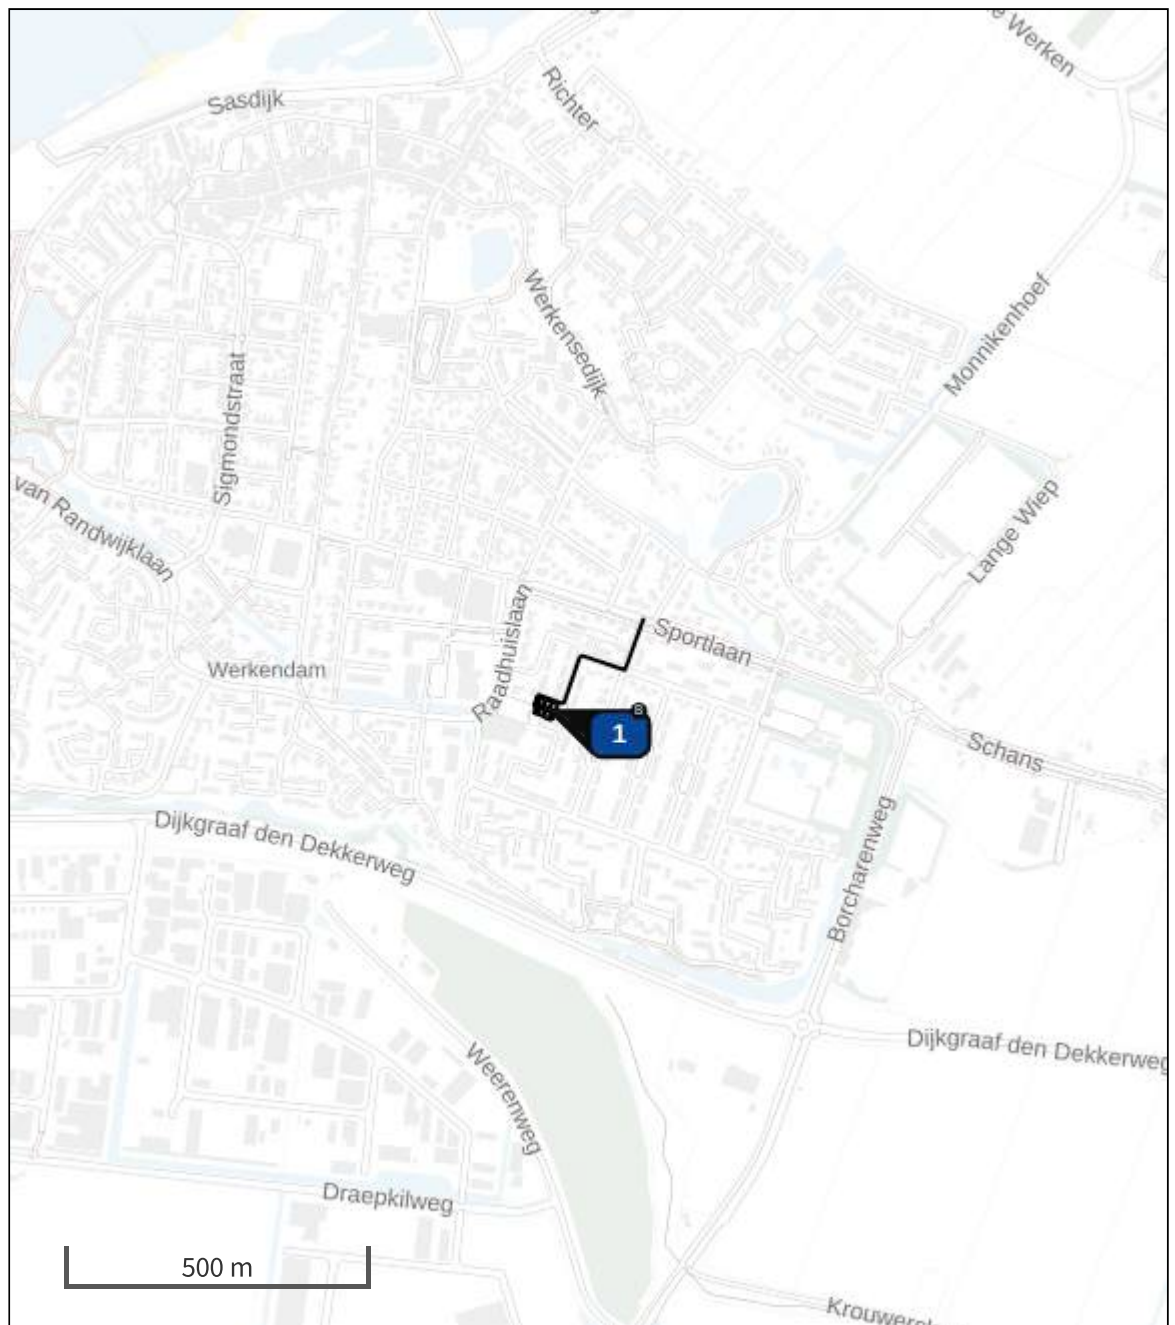 e Werken
Richter
Sasdijk
Werkensedijk
Monnikenhoef
Sigmondstraat
van Randwijklaan
Lange Wiep
Raadhuislaan
Sportlaan
Werkendam
B
1
Schans
Dijkgraaf den Dekkerweg
Borcharenweg
Dijkgraaf den Dekkerweg
Weerenweg
Draepkilweg
500 m